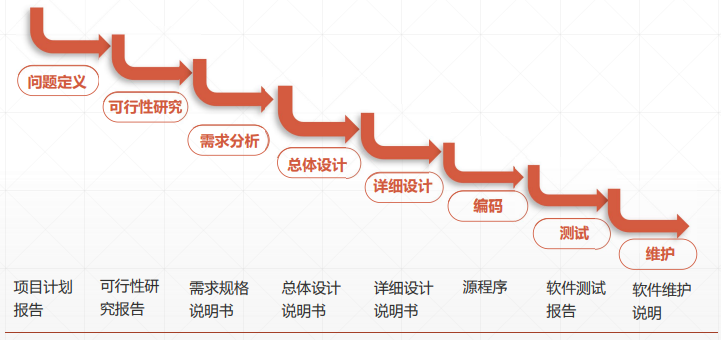 问题定义
可行性研究
需求分析
总体设计
详细设计
编码
测试
维护
项目计划
报告
可行性研
究报告
需求规格
说明书
总体设计
说明书
详细设计
说明书
源程序
软件测试
报告
软件维护
说明